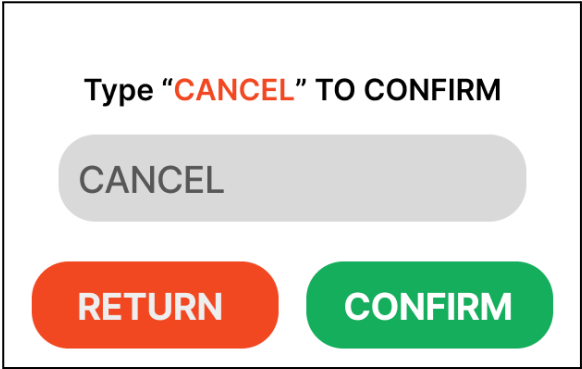 Type “CANCEL” TO CONFIRM
CANCEL
RETURN CONFIRM